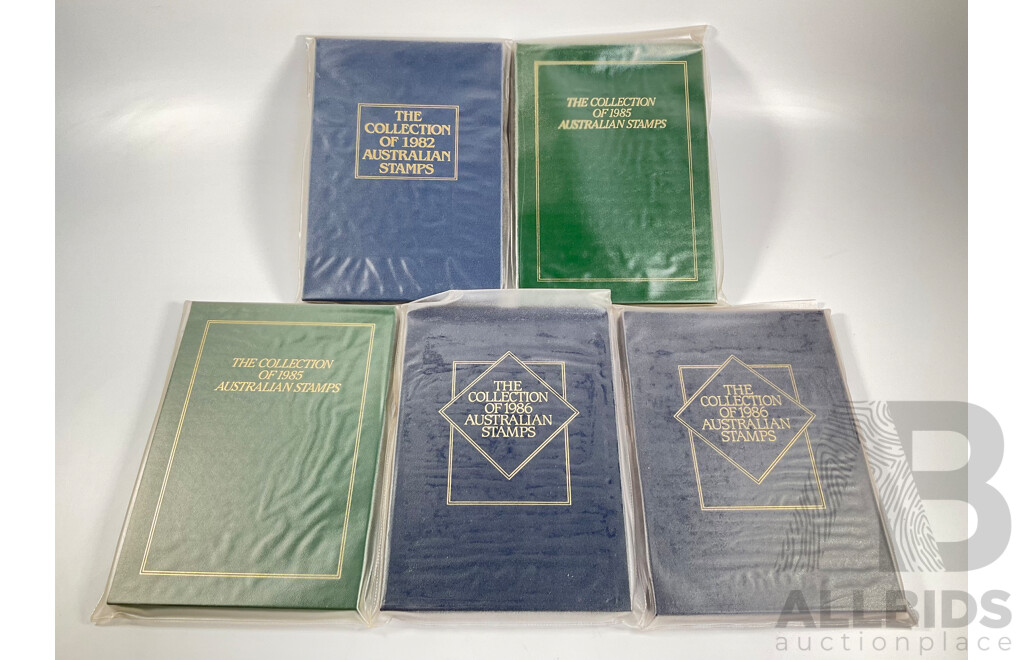 THE
COLLECTION
OF 1982
AUSTRALIAN
STAMPS
THE COLLECTION
OF 1985
AUSTRALIAN STAMPS
THE COLLECTION
OF 1985
AUSTRALIAN STAMPS
THE
COLLECTION
OF 1986
AUSTRALIAN
STAMPS
THE
COLLECTION
OF 1986
AUSTRALIAN
STAMPS
AB
ALLBIDS
auctionplace